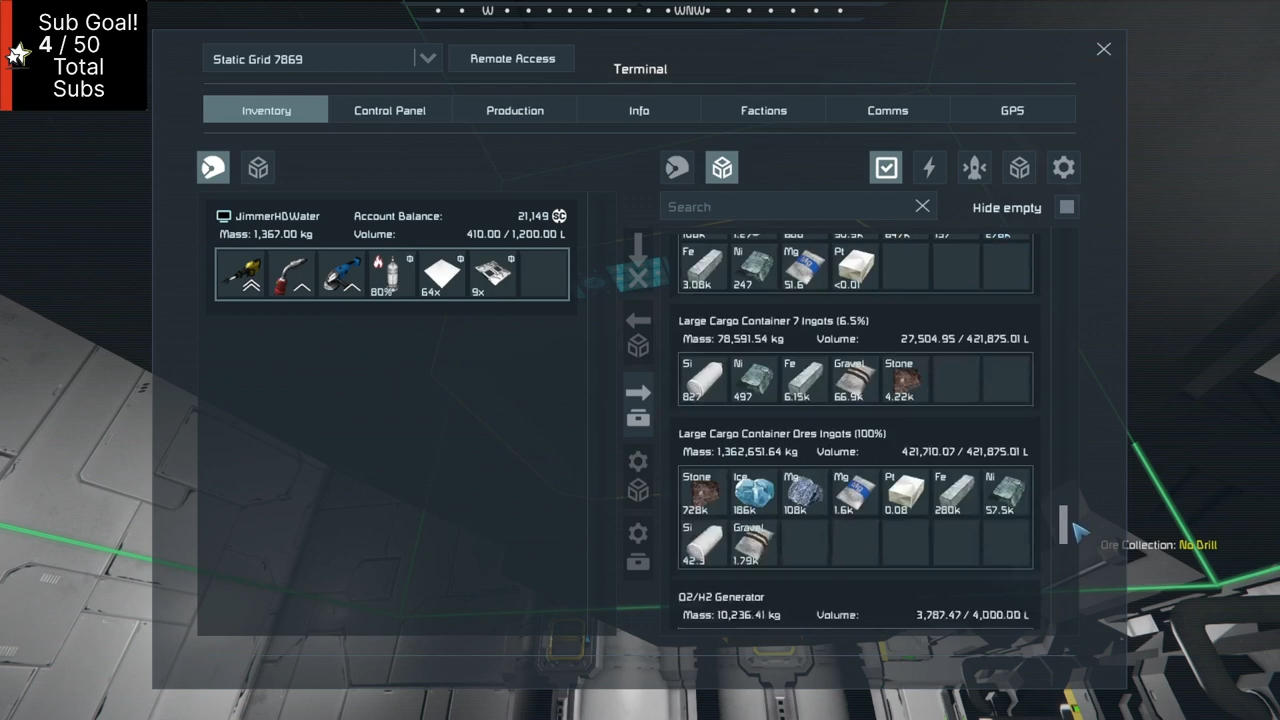 Sub Goal!
4 / 50
Total
Subs
W
WNW
Static Grid 7869
Remote Access
Terminal
Inventory
Control Panel
Production
Info
Factions
Comms
GPS
JimmerHDWater
Account Balance:
21,149 SC
Mass: 1,367.00 kg
Volume:
410.00 / 1,200.00 L
80%
64x
9x
Search
Hide empty
Fe
Ni
Mg
Pt
3.08k
247
51.6
<0.01
Large Cargo Container 7 Ingots (6.5%)
Mass: 78,591.54 kg
Volume:
27,504.95 / 421,875.01 L
Si
Ni
Fe
Gravel
Stone
827
497
6.15k
66.9k
4.22k
Large Cargo Container Ores Ingots (100%)
Mass: 1,362,651.64 kg
Volume:
421,710.07 / 421,875.01 L
Stone
Ice
Mg
Mg
Pt
Fe
Ni
728k
186k
108k
1.6k
0.08
280k
57.5k
Si
Gravel
42.3
1.79k
O2/H2 Generator
Mass: 10,236.41 kg
Volume:
3,787.47 / 4,000.00 L
Ore Collection: No Drill